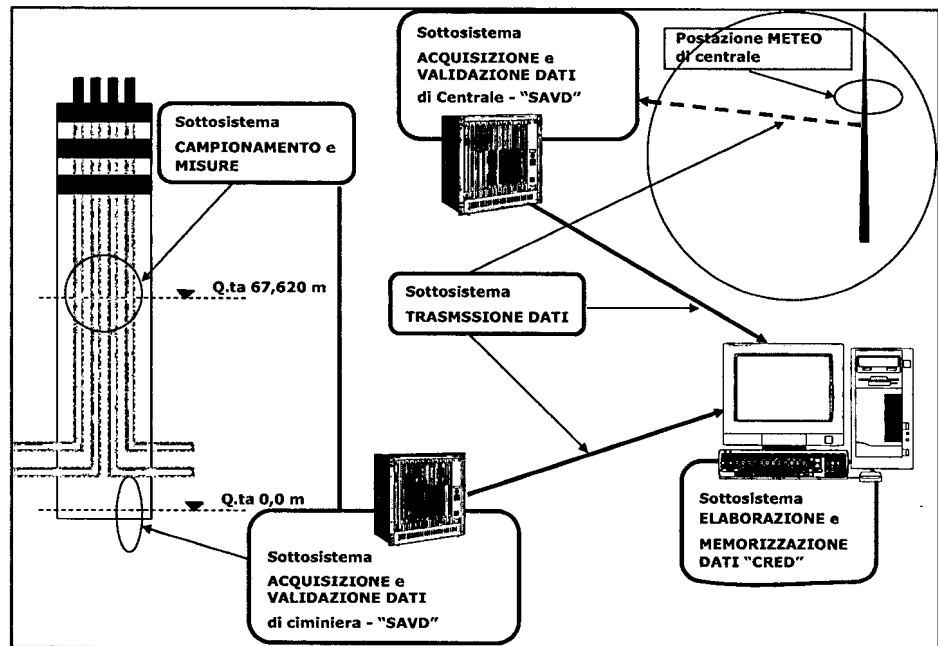 Sottosistema
ACQUISIZIONE e
VALIDAZIONE DATI
di Centrale - “SAVD”
Postazione METEO
di centrale
Sottosistema
CAMPIONAMENTO e
MISURE
Q.ta 67,620 m
Sottosistema
TRASMSSIONE DATI
Q.ta 0,0 m
Sottosistema
ACQUISIZIONE e
VALIDAZIONE DATI
di ciminiera - “SAVD”
Sottosistema
ELABORAZIONE e
MEMORIZZAZIONE
DATI “CRED”